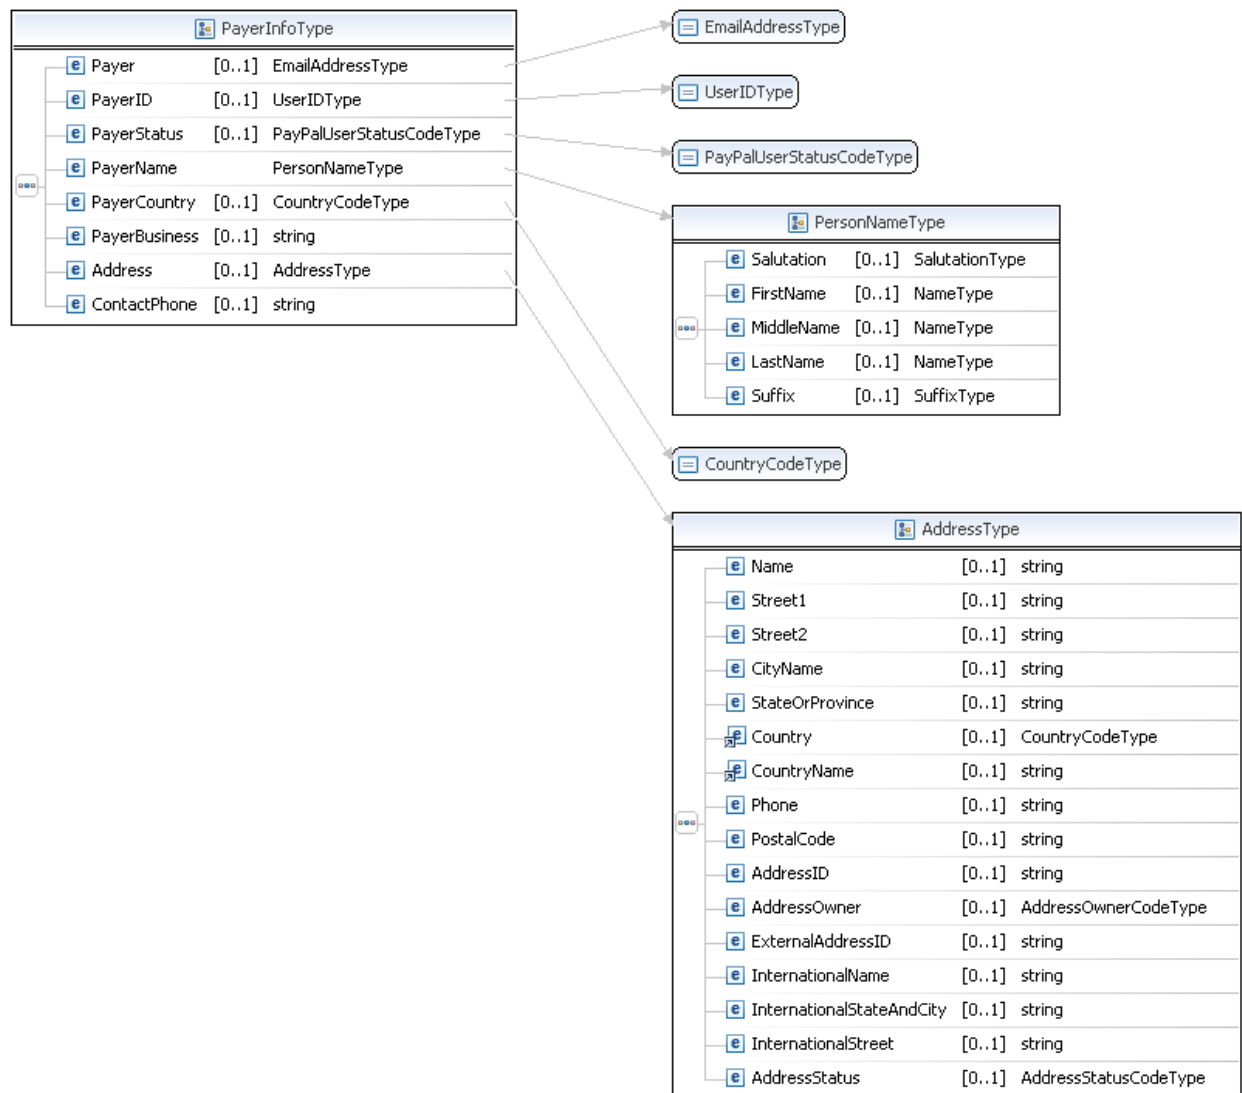 PayerInfoType
Payer [0..1] EmailAddressType
PayerID [0..1] UserIDType
PayerStatus [0..1] PayPalUserStatusCodeType
PayerName PersonNameType
PayerCountry [0..1] CountryCodeType
PayerBusiness [0..1] string
Address [0..1] AddressType
ContactPhone [0..1] string
EmailAddressType
UserIDType
PayPalUserStatusCodeType
PersonNameType
Salutation [0..1] SalutationType
FirstName [0..1] NameType
MiddleName [0..1] NameType
LastName [0..1] NameType
Suffix [0..1] SuffixType
CountryCodeType
AddressType
Name [0..1] string
Street1 [0..1] string
Street2 [0..1] string
CityName [0..1] string
StateOrProvince [0..1] string
Country [0..1] CountryCodeType
CountryName [0..1] string
Phone [0..1] string
PostalCode [0..1] string
AddressID [0..1] string
AddressOwner [0..1] AddressOwnerCodeType
ExternalAddressID [0..1] string
InternationalName [0..1] string
InternationalStateAndCity [0..1] string
InternationalStreet [0..1] string
AddressStatus [0..1] AddressStatusCodeType